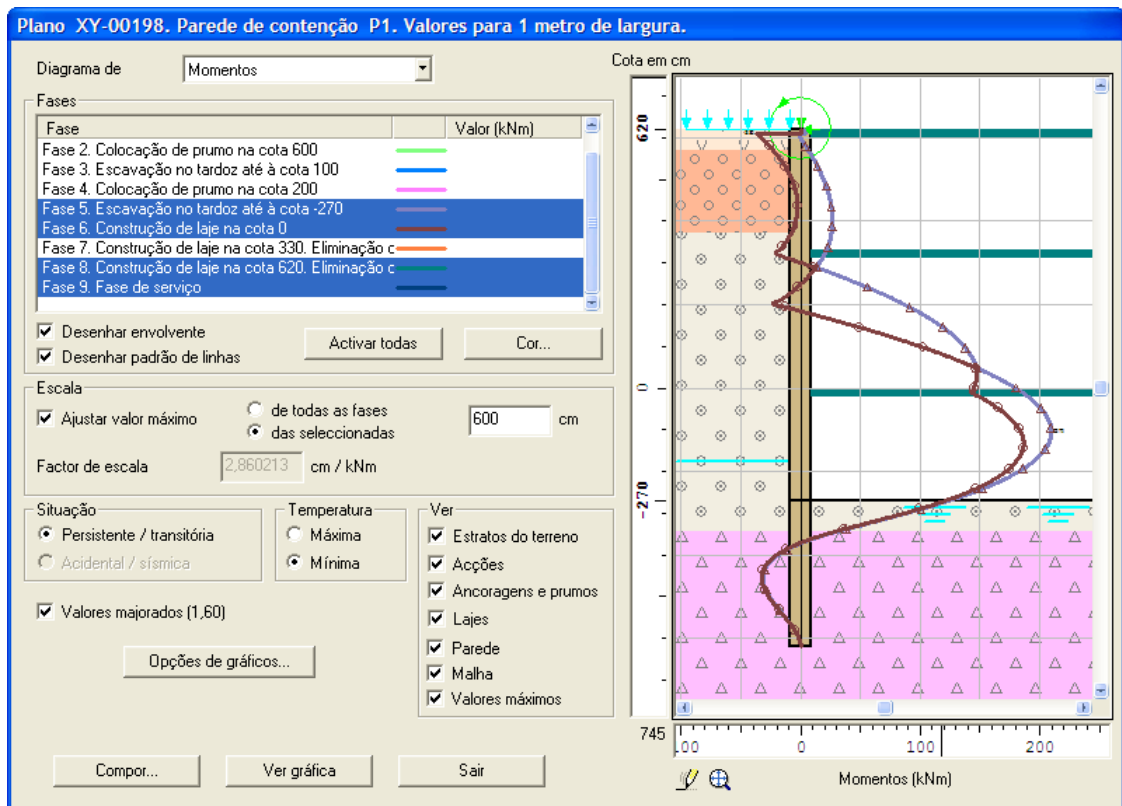 Plano XY-00198. Parede de contenção P1. Valores para 1 metro de largura.
Diagrama de
Momentos
Fases
Fase
Valor (kNm)
Fase 2. Colocação de prumo na cota 600
Fase 3. Escavação no tardoz até à cota 100
Fase 4. Colocação de prumo na cota 200
Fase 5. Escavação no tardoz até à cota -270
Fase 6. Construção de laje na cota 0
Fase 7. Construção de laje na cota 330. Eliminação c
Fase 8. Construção de laje na cota 620. Eliminação c
Fase 9. Fase de serviço
Desenhar envolvente
Desenhar padrão de linhas
Activar todas
Cor...
Escala
Ajustar valor máximo
de todas as fases
das seleccionadas
600
cm
Factor de escala
2,860213
cm / kNm
Situação
Persistente / transitória
Acidental / sísmica
Temperatura
Máxima
Mínima
Ver
Estratos do terreno
Acções
Ancoragens e prumos
Lajes
Parede
Malha
Valores máximos
Valores majorados (1,60)
Opções de gráficos...
Compor...
Ver gráfica
Sair
Cota em cm
620
0
-270
745
100
0
100
200
Momentos (kNm)